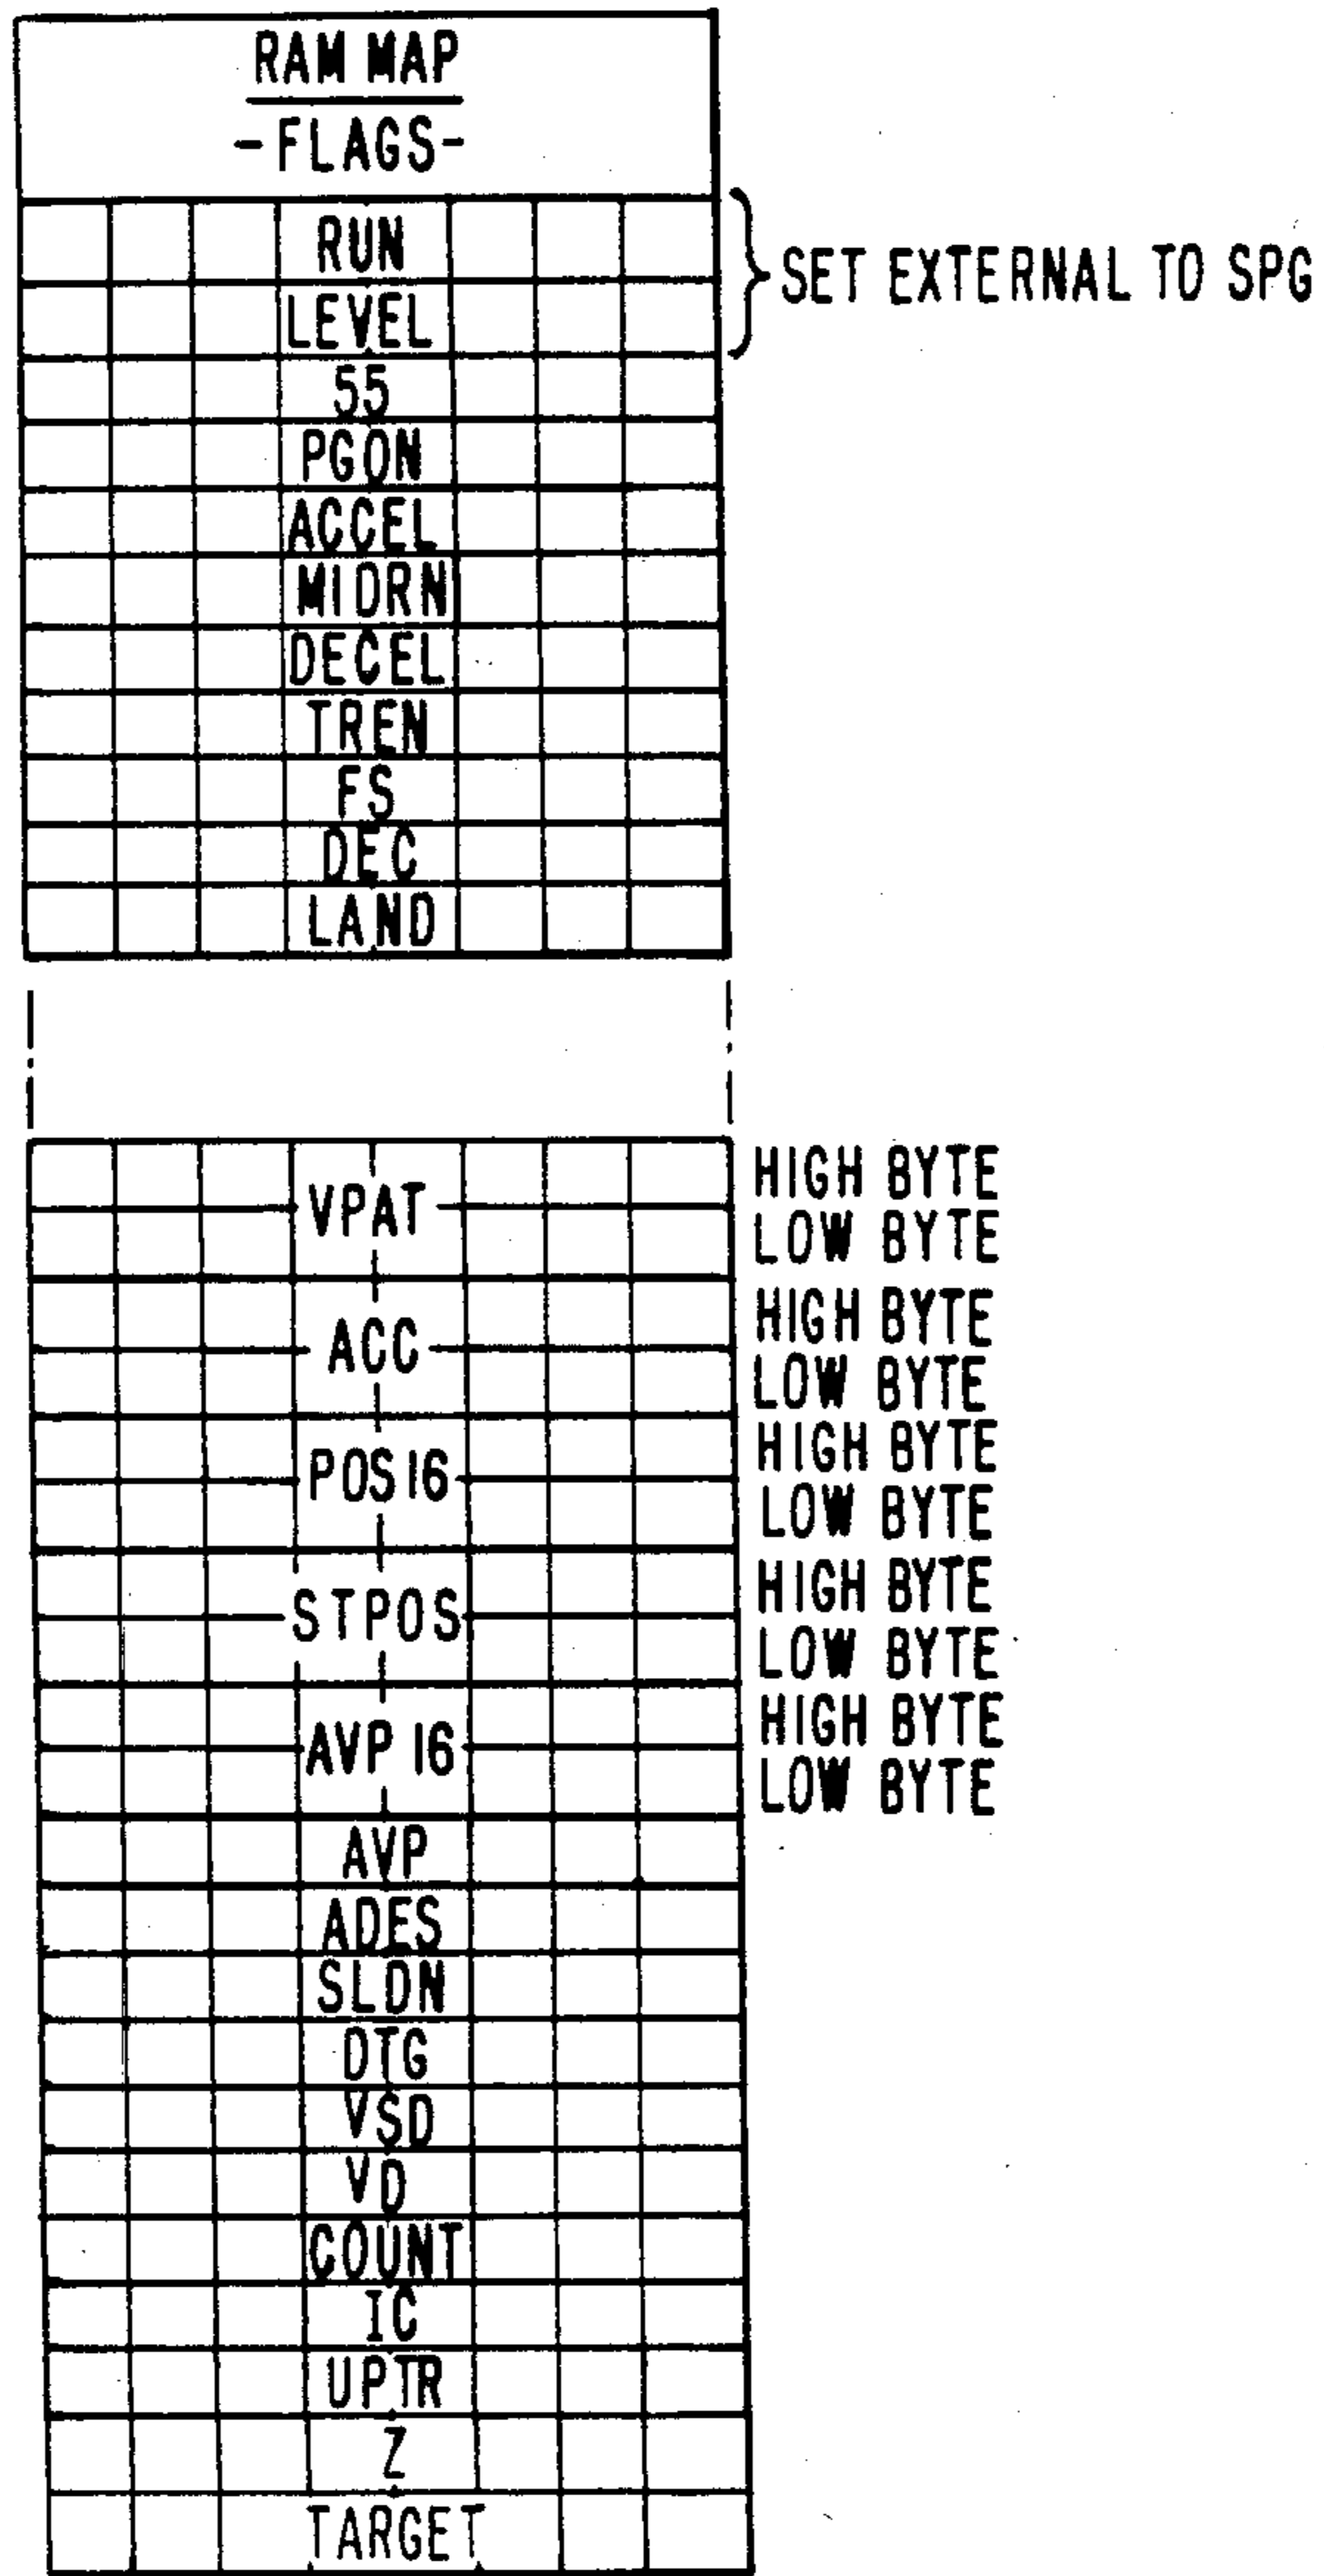 RAM MAP
-FLAGS-
RUN
LEVEL
SET EXTERNAL TO SPG
55
PGON
ACCEL
MIDRN
DECEL
TREN
FS
DEC
LAND
VPAT
HIGH BYTE
LOW BYTE
ACC
HIGH BYTE
LOW BYTE
POS16
HIGH BYTE
LOW BYTE
STPOS
HIGH BYTE
LOW BYTE
AVP 16
HIGH BYTE
LOW BYTE
AVP
ADES
SLDN
DTG
VSD
VD
COUNT
IC
UPTR
Z
TARGET